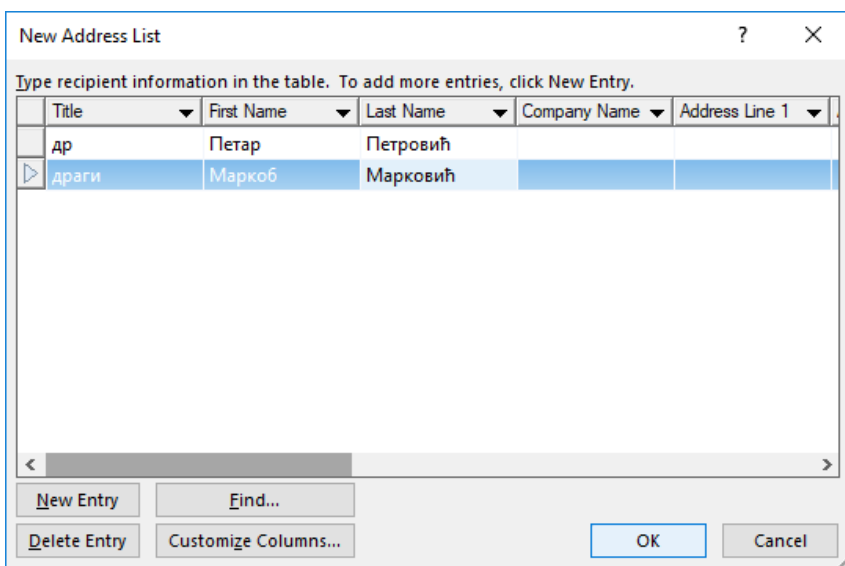 New Address List ? ×
Type recipient information in the table. To add more entries, click New Entry.
Title First Name Last Name Company Name Address Line 1
др Петар Петровић
драги Маркоб Марковић
New Entry Find...
Delete Entry Customize Columns... OK Cancel